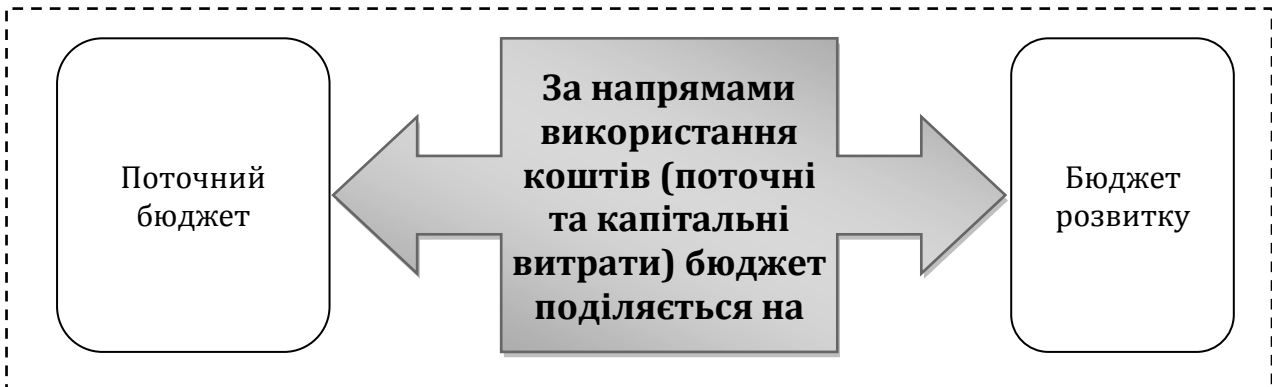 Поточний
бюджет
За напрямами
використання
коштів (поточні
та капітальні
витрати) бюджет
поділяється на
Бюджет
розвитку